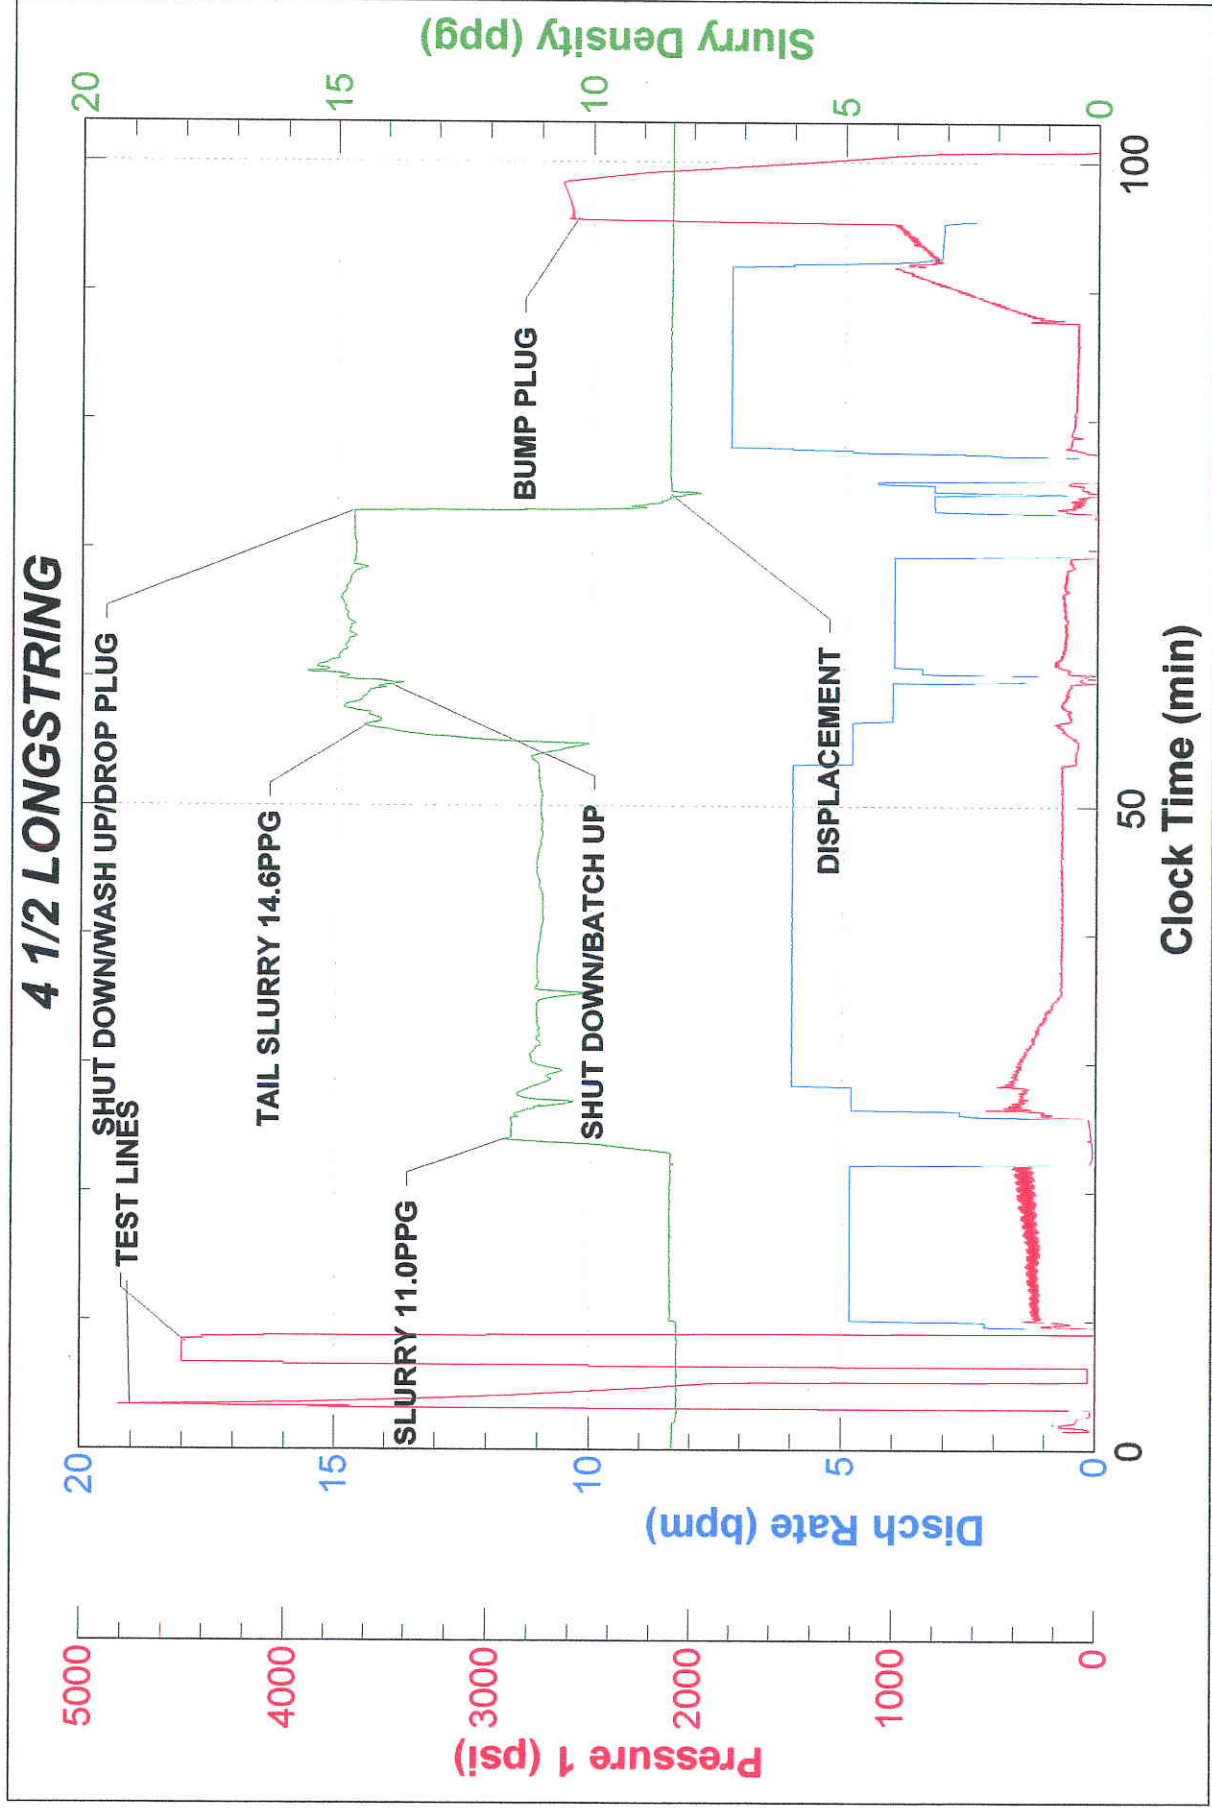 4 1/2 LONGSTRING
SHUT DOWN/WASH UP/DROP PLUG
TEST LINES
TAIL SLURRY 14.6PPG
BUMP PLUG
SLURRY 11.0PPG
SHUT DOWN/BATCH UP
DISPLACEMENT
Pressure 1 (psi)
5000
4000
3000
2000
1000
0
Disch Rate (bpm)
20
15
10
5
0
Slurry Density (ppg)
20
15
10
5
0
0
50
100
Clock Time (min)